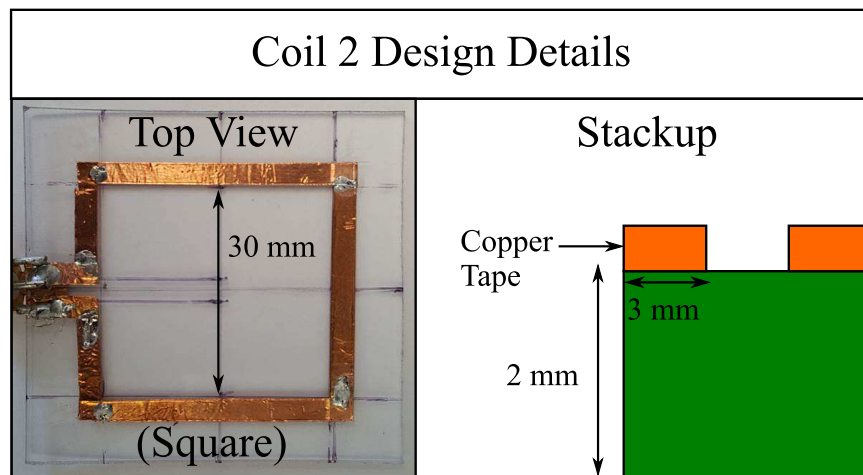 Coil 2 Design Details
Top View
30 mm
(Square)
Stackup
Copper
Tape
3 mm
2 mm